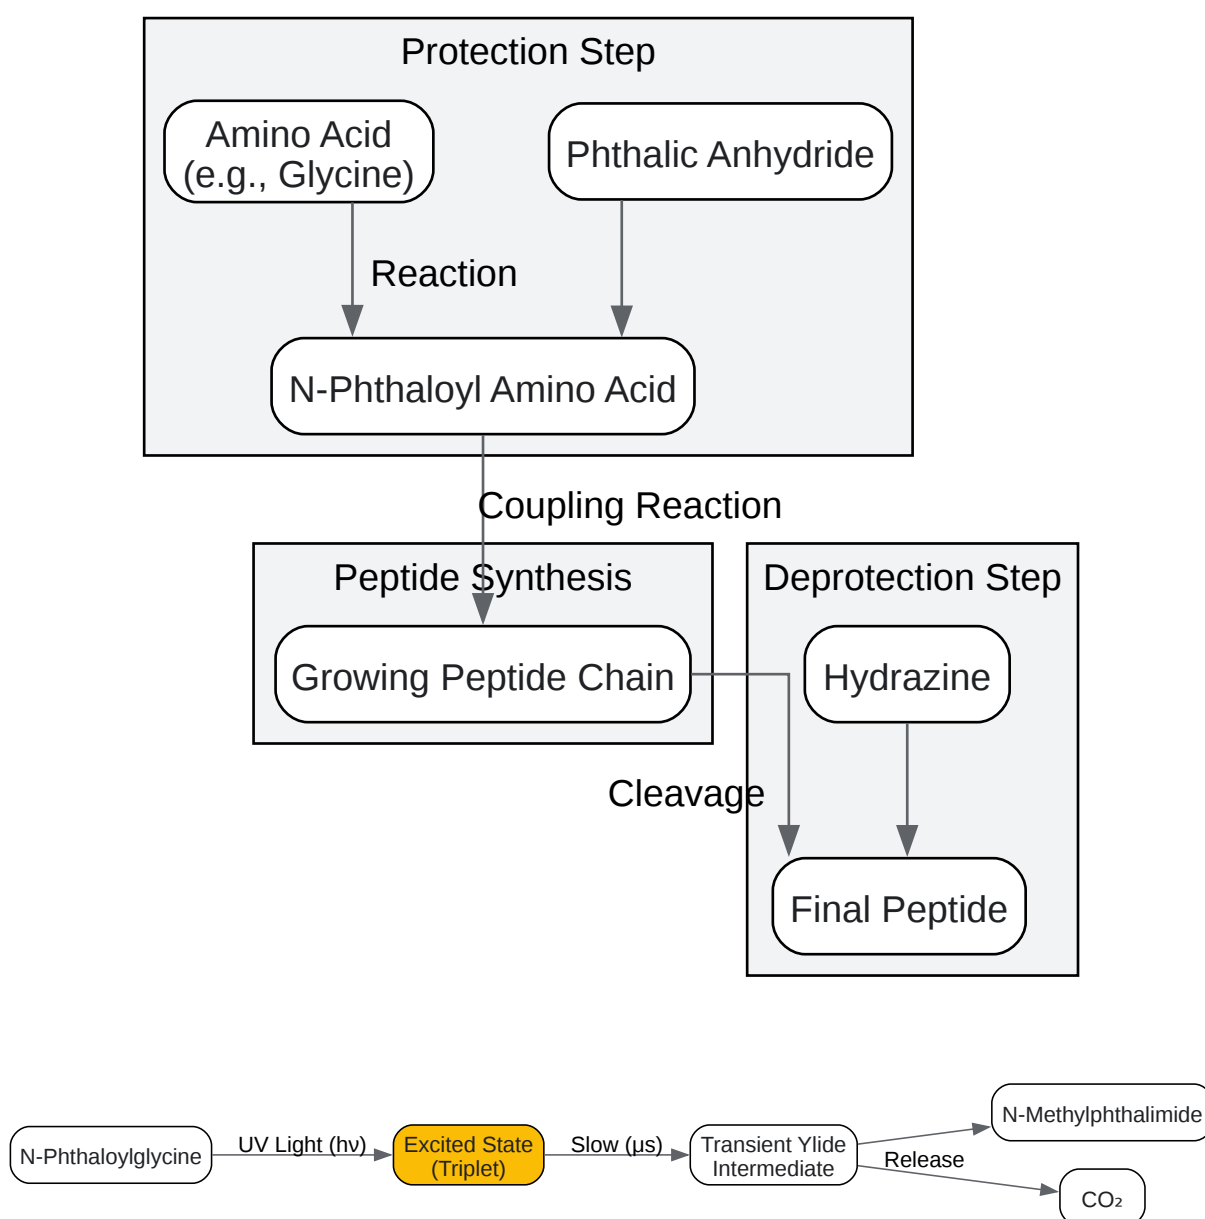 Protection Step
Amino Acid
(e.g., Glycine)
Phthalic Anhydride
Reaction
N-Phthaloyl Amino Acid
Coupling Reaction
Peptide Synthesis
Deprotection Step
Growing Peptide Chain
Hydrazine
Cleavage
Final Peptide
N-Phthaloylglycine
UV Light (hν)
Excited State
(Triplet)
Slow (μs)
Transient Ylide
Intermediate
N-Methylphthalimide
Release
CO₂